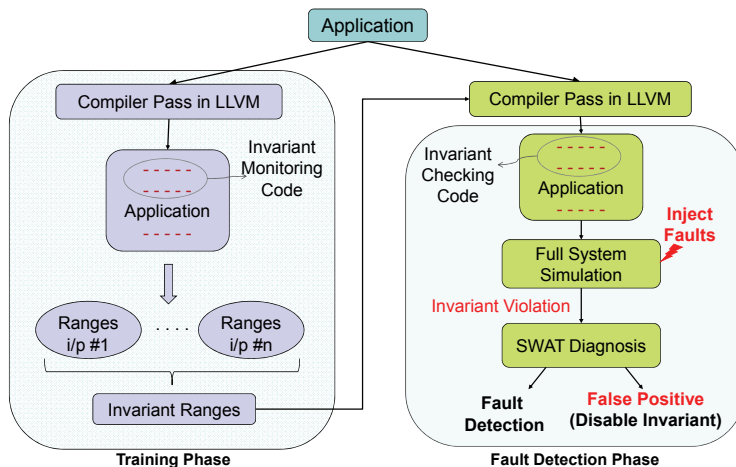 Application
Compiler Pass in LLVM
Invariant
Monitoring
Code
- - - - -
- - - - -
Application
- - - - -
Ranges
i/p #1
. . . .
Ranges
i/p #n
Invariant Ranges
Training Phase
Compiler Pass in LLVM
Invariant
Checking
Code
- - - - -
- - - - -
Application
- - - - -
Inject
Faults
Full System
Simulation
Invariant Violation
SWAT Diagnosis
Fault
Detection
False Positive
(Disable Invariant)
Fault Detection Phase